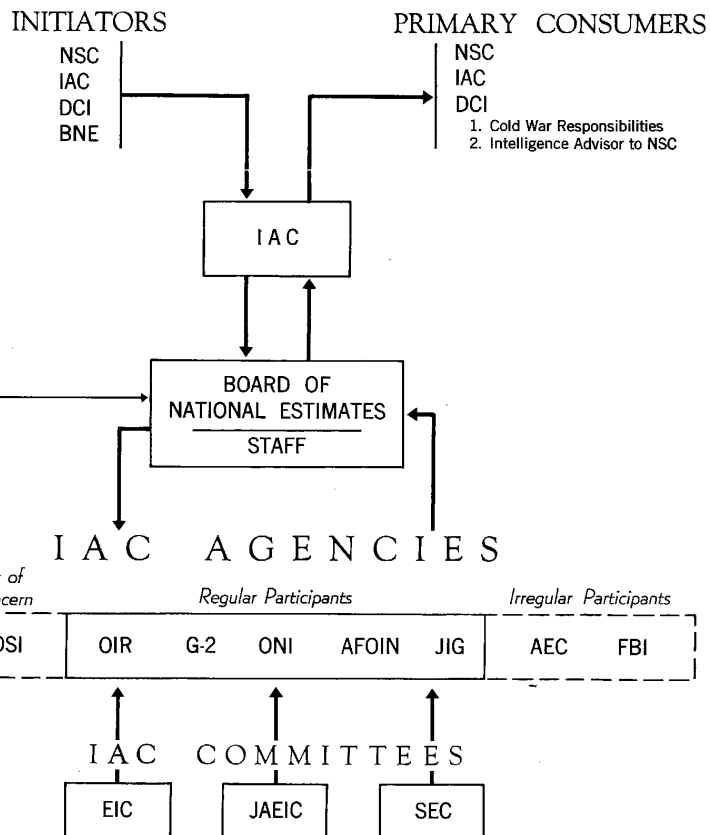 INITIATORS
NSC
IAC
DCI
BNE
PRIMARY CONSUMERS
NSC
IAC
DCI
1. Cold War Responsibilities
2. Intelligence Advisor to NSC
IAC
BOARD OF
NATIONAL ESTIMATES
STAFF
IAC AGENCIES
of
Regular Participants
Irregular Participants
OIR G-2 ONI AFOIN JIG
AEC FBI
IAC COMMITTEES
EIC
JAEIC
SEC